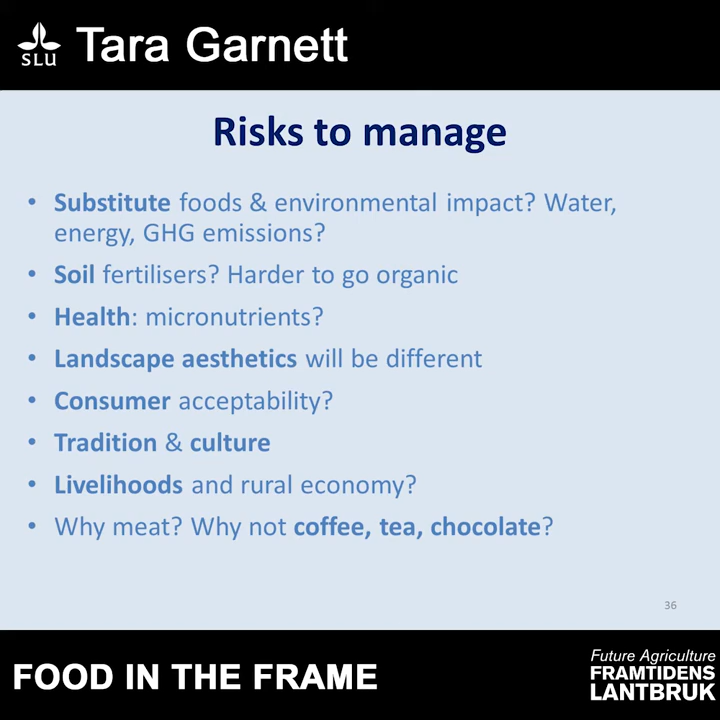 SLU
Tara Garnett
Risks to manage
• Substitute foods & environmental impact? Water,
energy, GHG emissions?
• Soil fertilisers? Harder to go organic
• Health: micronutrients?
• Landscape aesthetics will be different
• Consumer acceptability?
• Tradition & culture
• Livelihoods and rural economy?
• Why meat? Why not coffee, tea, chocolate?
36
FOOD IN THE FRAME
Future Agriculture
FRAMTIDENS
LANTBRUK